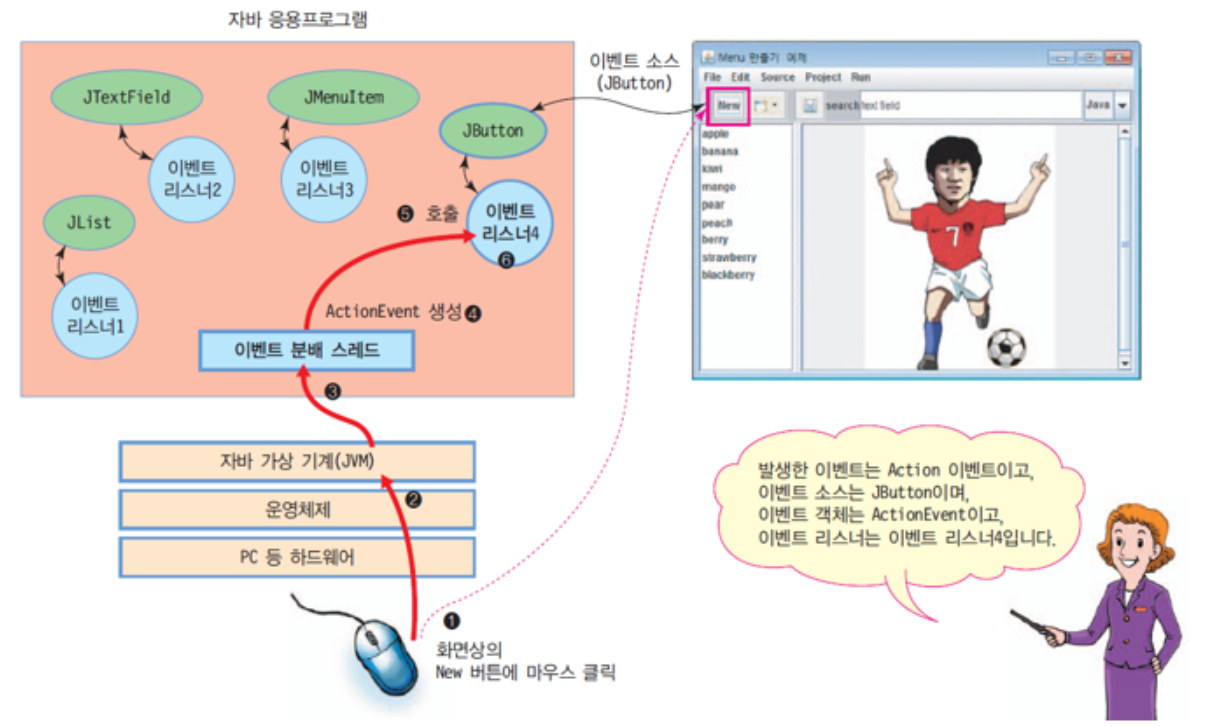 자바 응용프로그램
JTextField
이벤트
리스너2
JMenuItem
이벤트
리스너3
JButton
❺ 호출
이벤트
리스너4
❻
JList
이벤트
리스너1
ActionEvent 생성❹
이벤트 분배 스레드
❸
자바 가상 기계(JVM)
❷
운영체제
PC 등 하드웨어
❶
화면상의
New 버튼에 마우스 클릭
이벤트 소스
(JButton)
Menu 만들기 예제
File Edit Source Project Run
New
search text field
Java
apple
banana
kiwi
mango
pear
peach
berry
strawberry
blackberry
7
발생한 이벤트는 Action 이벤트이고,
이벤트 소스는 JButton이며,
이벤트 객체는 ActionEvent이고,
이벤트 리스너는 이벤트 리스너4입니다.